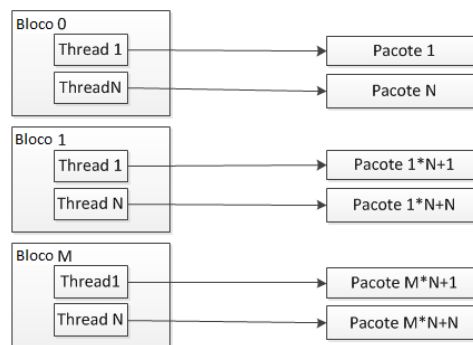 Bloco 0
Thread 1
Pacote 1
ThreadN
Pacote N
Bloco 1
Thread 1
Pacote 1*N+1
Thread N
Pacote 1*N+N
Bloco M
Thread1
Pacote M*N+1
Thread N
Pacote M*N+N